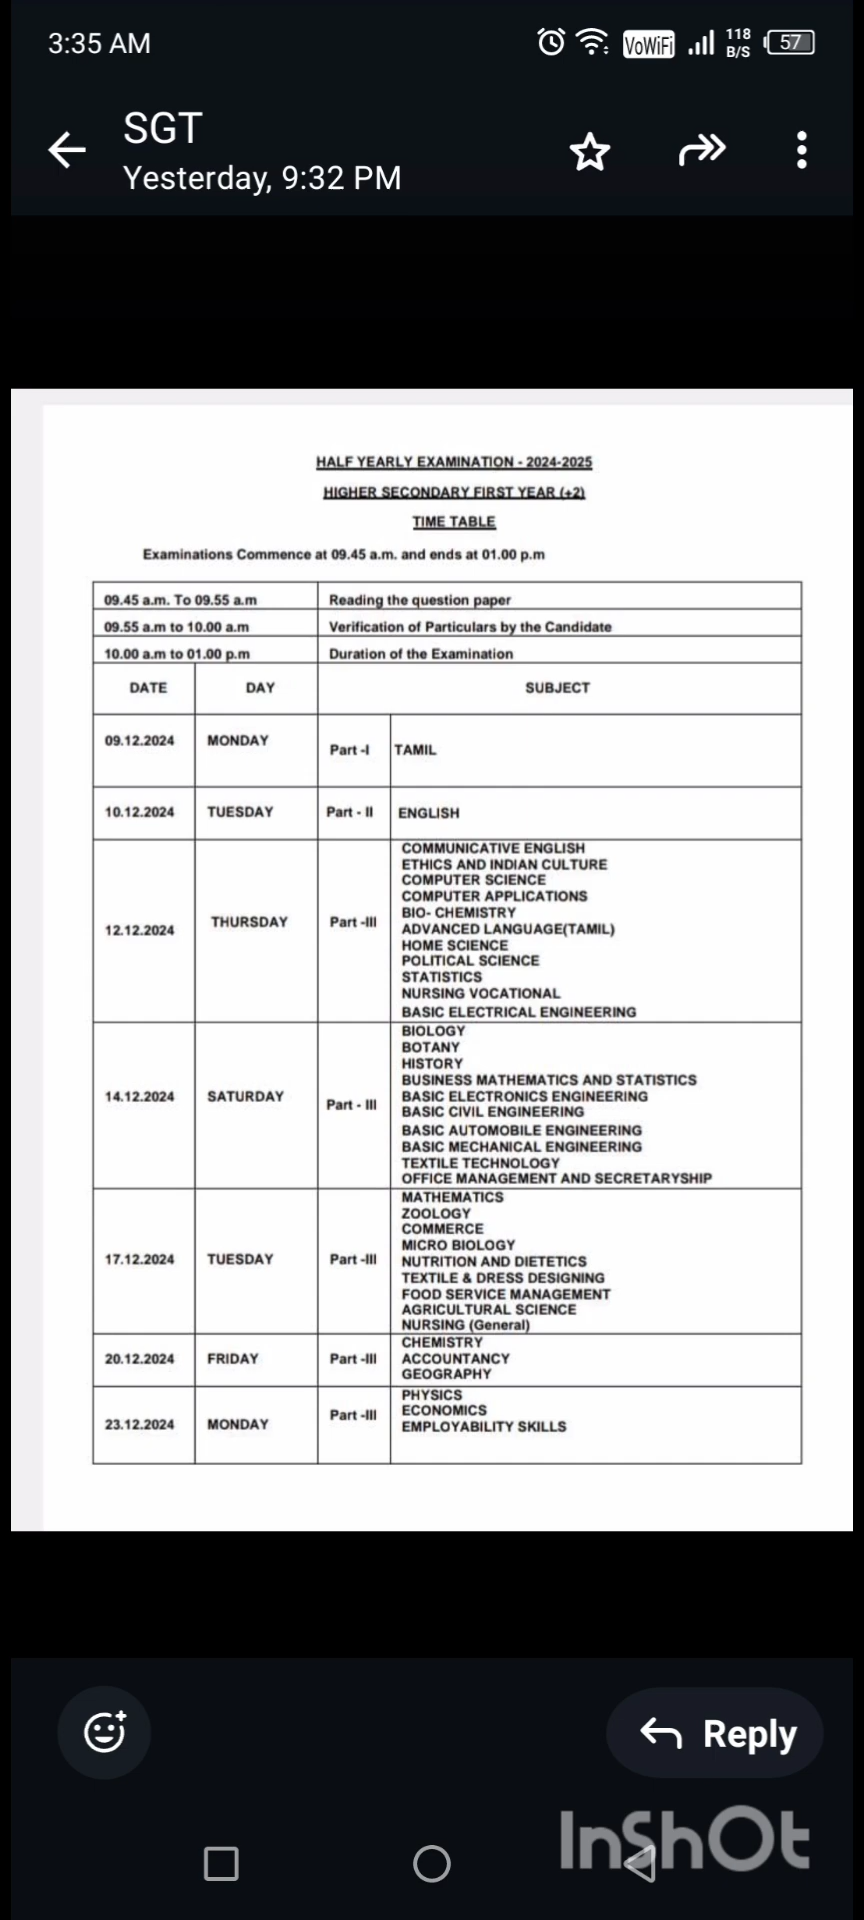 3:35 AM
VoWiFi
118
B/S
57
SGT
Yesterday, 9:32 PM
HALF YEARLY EXAMINATION - 2024-2025
HIGHER SECONDARY FIRST YEAR (+2)
TIME TABLE
Examinations Commence at 09.45 a.m. and ends at 01.00 p.m
09.45 a.m. To 09.55 a.m Reading the question paper
09.55 a.m to 10.00 a.m Verification of Particulars by the Candidate
10.00 a.m to 01.00 p.m Duration of the Examination
DATE DAY SUBJECT
09.12.2024 MONDAY Part -I TAMIL
10.12.2024 TUESDAY Part - II ENGLISH
12.12.2024 THURSDAY Part -III
COMMUNICATIVE ENGLISH
ETHICS AND INDIAN CULTURE
COMPUTER SCIENCE
COMPUTER APPLICATIONS
BIO- CHEMISTRY
ADVANCED LANGUAGE(TAMIL)
HOME SCIENCE
POLITICAL SCIENCE
STATISTICS
NURSING VOCATIONAL
BASIC ELECTRICAL ENGINEERING
14.12.2024 SATURDAY Part - III
BIOLOGY
BOTANY
HISTORY
BUSINESS MATHEMATICS AND STATISTICS
BASIC ELECTRONICS ENGINEERING
BASIC CIVIL ENGINEERING
BASIC AUTOMOBILE ENGINEERING
BASIC MECHANICAL ENGINEERING
TEXTILE TECHNOLOGY
OFFICE MANAGEMENT AND SECRETARYSHIP
17.12.2024 TUESDAY Part -III
MATHEMATICS
ZOOLOGY
COMMERCE
MICRO BIOLOGY
NUTRITION AND DIETETICS
TEXTILE & DRESS DESIGNING
FOOD SERVICE MANAGEMENT
AGRICULTURAL SCIENCE
NURSING (General)
20.12.2024 FRIDAY Part -III
CHEMISTRY
ACCOUNTANCY
GEOGRAPHY
23.12.2024 MONDAY Part -III
PHYSICS
ECONOMICS
EMPLOYABILITY SKILLS
Reply
InShOt